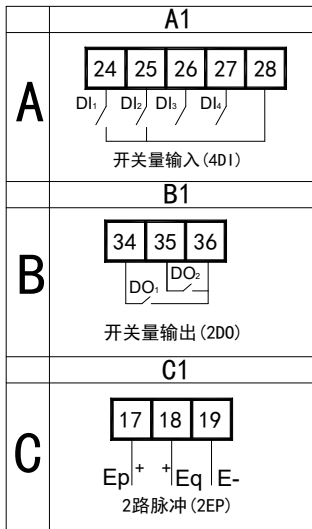 A1
A
24 25 26 27 28
DI1 DI2 DI3 DI4
开关量输入(4DI)
B1
B
34 35 36
DO1 DO2
开关量输出(2DO)
C1
C
17 18 19
Ep + + Eq E-
2路脉冲(2EP)